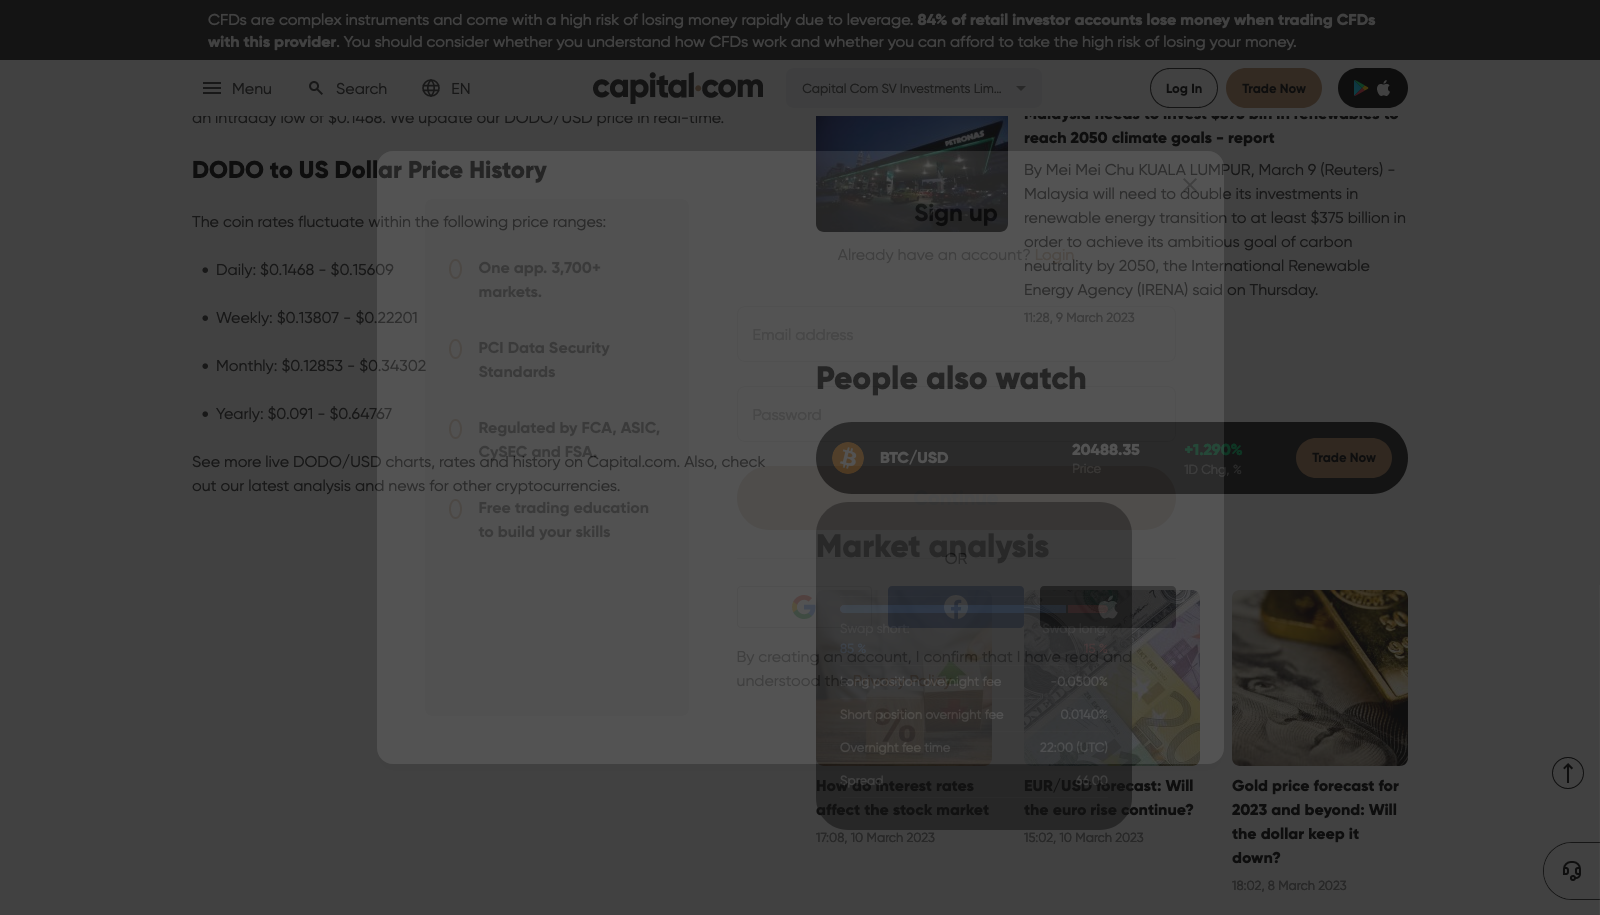 CFDs are complex instruments and come with a high risk of losing money rapidly due to leverage. 84% of retail investor accounts lose money when trading CFDs
with this provider. You should consider whether you understand how CFDs work and whether you can afford to take the high risk of losing your money.
Menu
Search
EN
capital.com
Capital Com SV Investments Lim...
Log In
Trade Now
an intraday low of $0.1468. We update our DODO/USD price in real-time.
DODO to US Dollar Price History
The coin rates fluctuate within the following price ranges:
Daily: $0.1468 - $0.15609
Weekly: $0.13807 - $0.22201
Monthly: $0.12853 - $0.34302
Yearly: $0.091 - $0.64767
See more live DODO/USD charts, rates and history on Capital.com. Also, check
out our latest analysis and news for other cryptocurrencies.
One app. 3,700+
markets.
PCI Data Security
Standards
Regulated by FCA, ASIC,
CySEC and FSA.
Free trading education
to build your skills
PETRONAS
Malaysia needs to invest $375 bln in renewables to
reach 2050 climate goals - report
By Mei Mei Chu KUALA LUMPUR, March 9 (Reuters) -
Malaysia will need to double its investments in
renewable energy transition to at least $375 billion in
order to achieve its ambitious goal of carbon
neutrality by 2050, the International Renewable
Energy Agency (IRENA) said on Thursday.
11:28, 9 March 2023
Sign up
Already have an account? Login
Email address
Password
OR
By creating an account, I confirm that I have read and
understood the
People also watch
BTC/USD
20488.35
Price
+1.290%
1D Chg, %
Trade Now
Market analysis
Swap short:
Swap long:
Long position overnight fee
-0.0500%
Short position overnight fee
0.0140%
Overnight fee time
22:00 (UTC)
Spread
%
How do interest rates
affect the stock market
17:08, 10 March 2023
EUR/USD forecast: Will
the euro rise continue?
15:02, 10 March 2023
Gold price forecast for
2023 and beyond: Will
the dollar keep it
down?
18:02, 8 March 2023